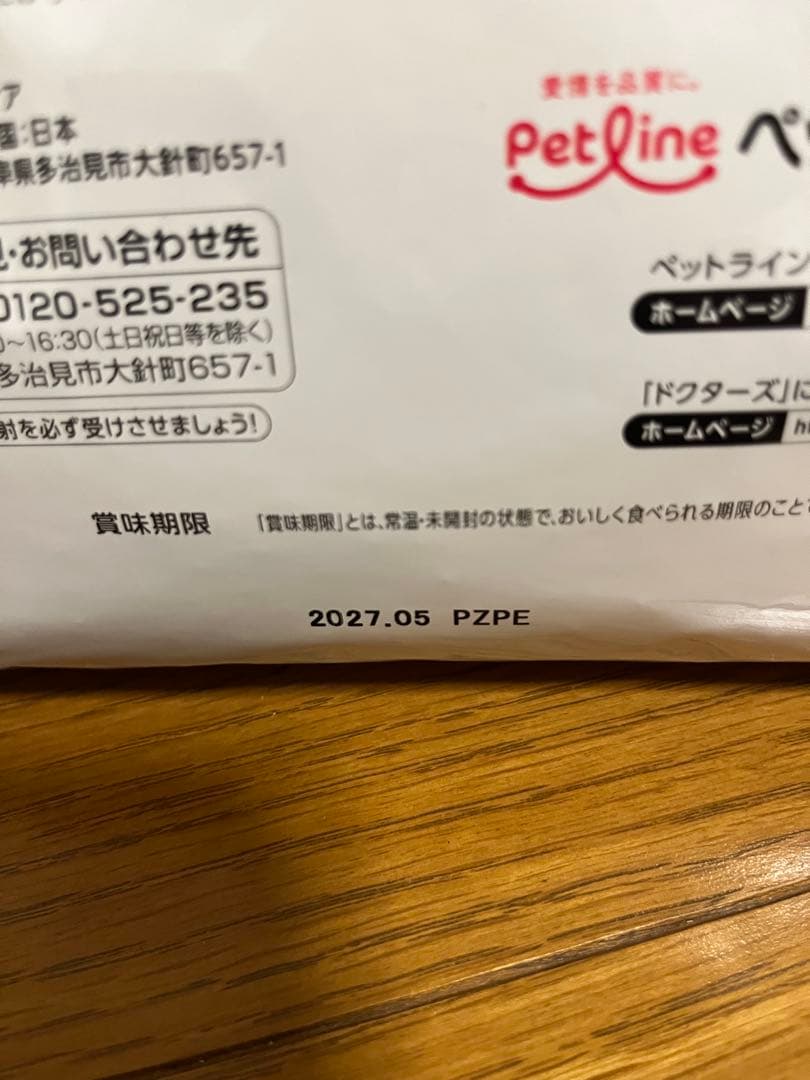 ア
国:日本
阜県多治見市大針町657-1
愛情を品質に。
Petline ペ
見・お問い合わせ先
0120-525-235
0~16:30(土日祝日等を除く)
多治見市大針町657-1
射を必ず受けさせましょう!
ペットライン
ホームページ
「ドクターズ」に
ホームページ h
賞味期限 「賞味期限」とは、常温・未開封の状態で、おいしく食べられる期限のことで
2027.05 PZPE